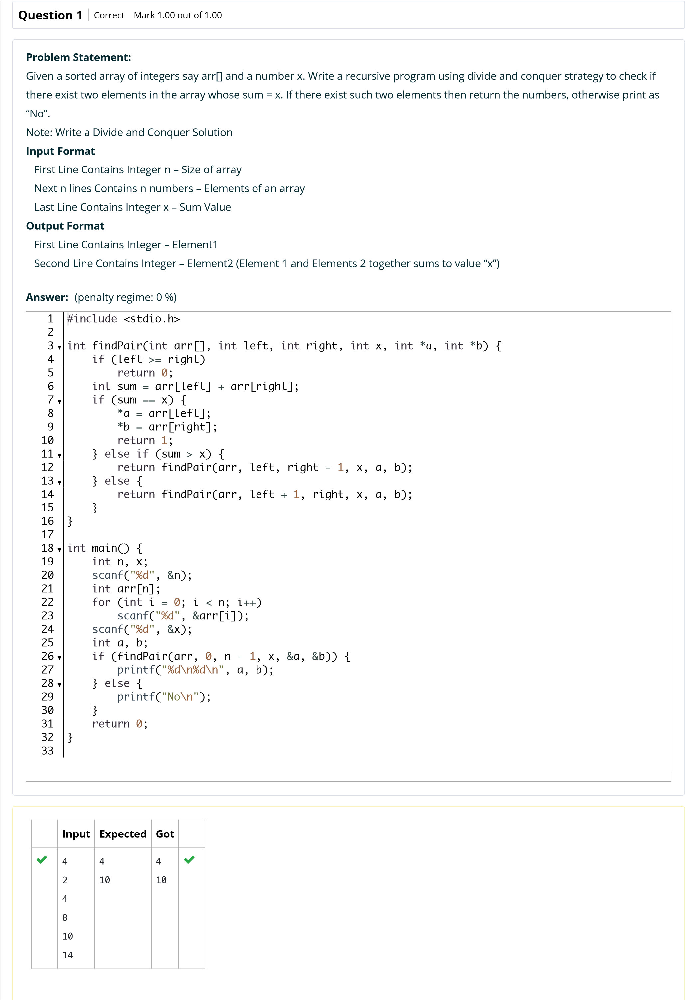 Question 1 Correct Mark 1.00 out of 1.00
Problem Statement:
Given a sorted array of integers say arr[] and a number x. Write a recursive program using divide and conquer strategy to check if
there exist two elements in the array whose sum = x. If there exist such two elements then return the numbers, otherwise print as
“No”.
Note: Write a Divide and Conquer Solution
Input Format
First Line Contains Integer n – Size of array
Next n lines Contains n numbers – Elements of an array
Last Line Contains Integer x – Sum Value
Output Format
First Line Contains Integer – Element1
Second Line Contains Integer – Element2 (Element 1 and Elements 2 together sums to value “x”)
Answer: (penalty regime: 0 %)
1 #include <stdio.h>
2
3 int findPair(int arr[], int left, int right, int x, int *a, int *b) {
4     if (left >= right)
5         return 0;
6     int sum = arr[left] + arr[right];
7     if (sum == x) {
8         *a = arr[left];
9         *b = arr[right];
10         return 1;
11     } else if (sum > x) {
12         return findPair(arr, left, right - 1, x, a, b);
13     } else {
14         return findPair(arr, left + 1, right, x, a, b);
15     }
16 }
17
18 int main() {
19     int n, x;
20     scanf("%d", &n);
21     int arr[n];
22     for (int i = 0; i < n; i++)
23         scanf("%d", &arr[i]);
24     scanf("%d", &x);
25     int a, b;
26     if (findPair(arr, 0, n - 1, x, &a, &b)) {
27         printf("%d\n%d\n", a, b);
28     } else {
29         printf("No\n");
30     }
31     return 0;
32 }
33
Input Expected Got
4 4 4
2 10 10
4
8
10
14